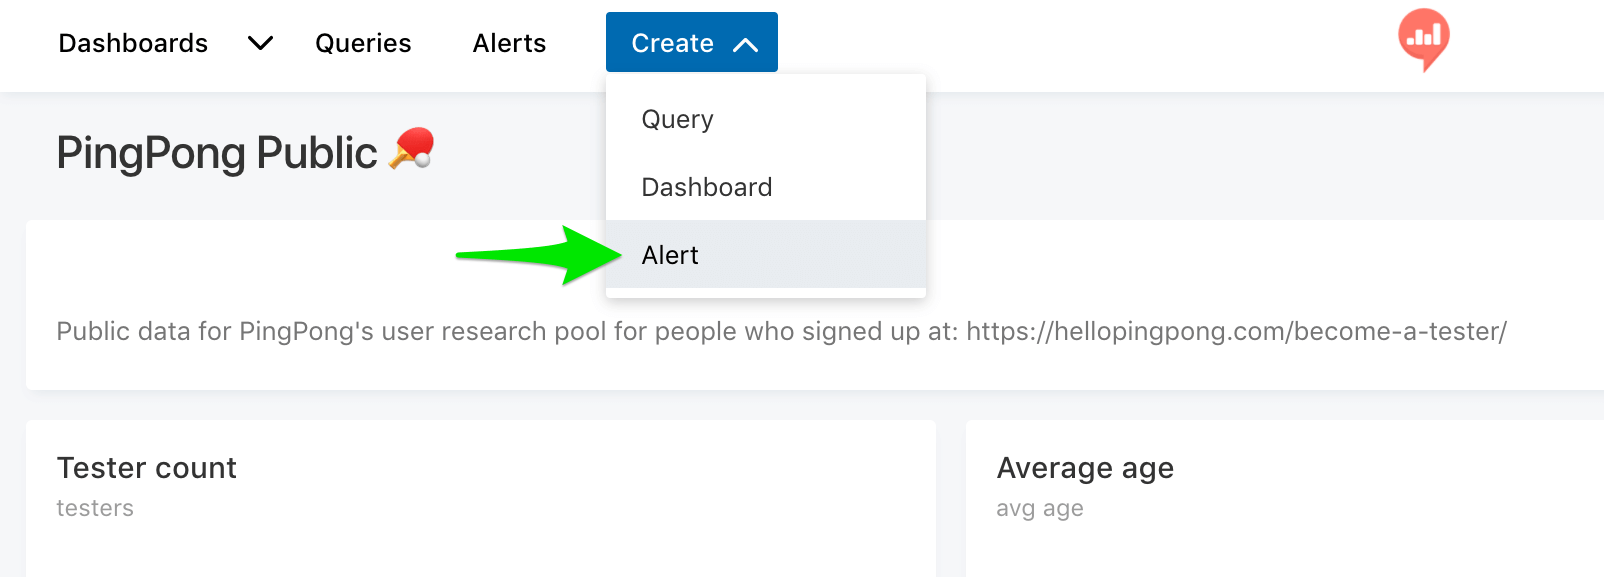 Dashboards Queries Alerts Create
Query
Dashboard
Alert
PingPong Public 🏓
Public data for PingPong's user research pool for people who signed up at: https://hellopingpong.com/become-a-tester/
Tester count
testers
Average age
avg age